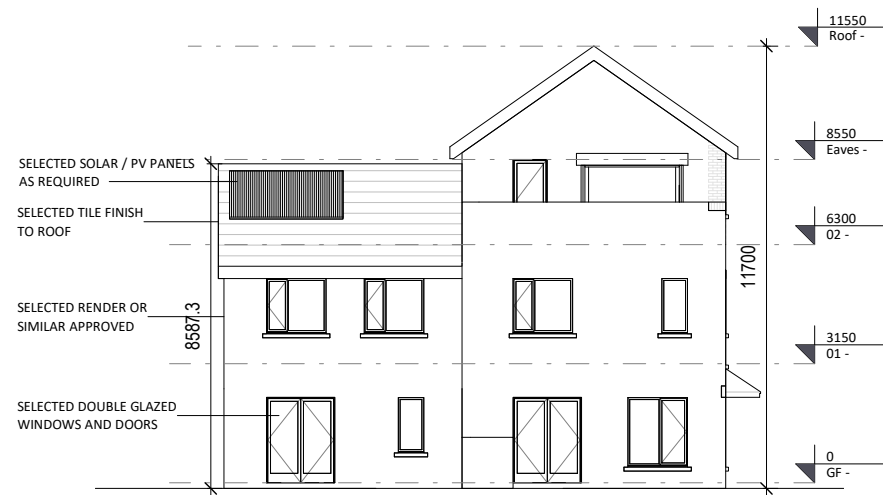 11550
Roof -
SELECTED SOLAR / PV PANELS
AS REQUIRED
8550
Eaves -
SELECTED TILE FINISH
TO ROOF
6300
02 -
11700
SELECTED RENDER OR
SIMILAR APPROVED
8587.3
3150
01 -
SELECTED DOUBLE GLAZED
WINDOWS AND DOORS
0
GF -